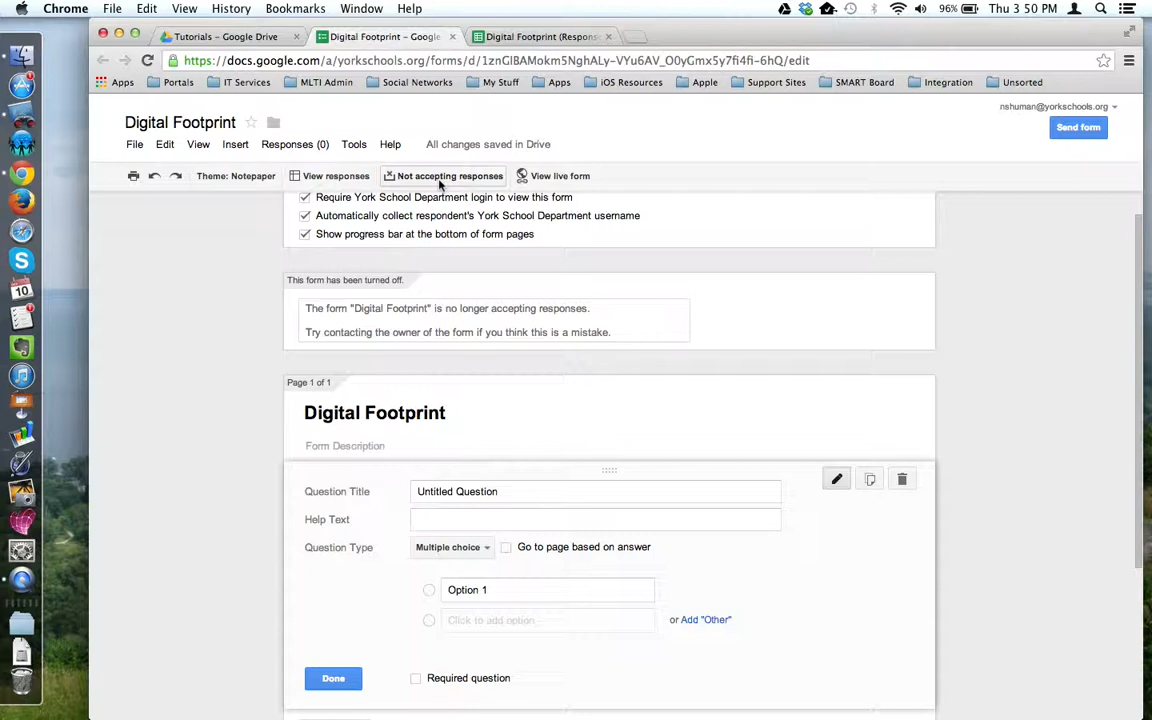 Chrome File Edit View History Bookmarks Window Help 96% Thu 3 50 PM
Tutorials – Google Drive × Digital Footprint – Google × Digital Footprint (Respons ×
https://docs.google.com/a/yorkschools.org/forms/d/1znGlBAMokm5NghALy-VYu6AV_O0yGmx5y7fi4fi-6hQ/edit
Apps Portals IT Services MLTI Admin Social Networks My Stuff Apps iOS Resources Apple Support Sites SMART Board Integration Unsorted
nshuman@yorkschools.org
Digital Footprint
Send form
File Edit View Insert Responses (0) Tools Help All changes saved in Drive
Theme: Notepaper View responses Not accepting responses View live form
Require York School Department login to view this form
Automatically collect respondent's York School Department username
Show progress bar at the bottom of form pages
This form has been turned off.
The form "Digital Footprint" is no longer accepting responses.
Try contacting the owner of the form if you think this is a mistake.
Page 1 of 1
Digital Footprint
Form Description
Question Title Untitled Question
Help Text
Question Type Multiple choice Go to page based on answer
Option 1
Click to add option or Add "Other"
Done Required question